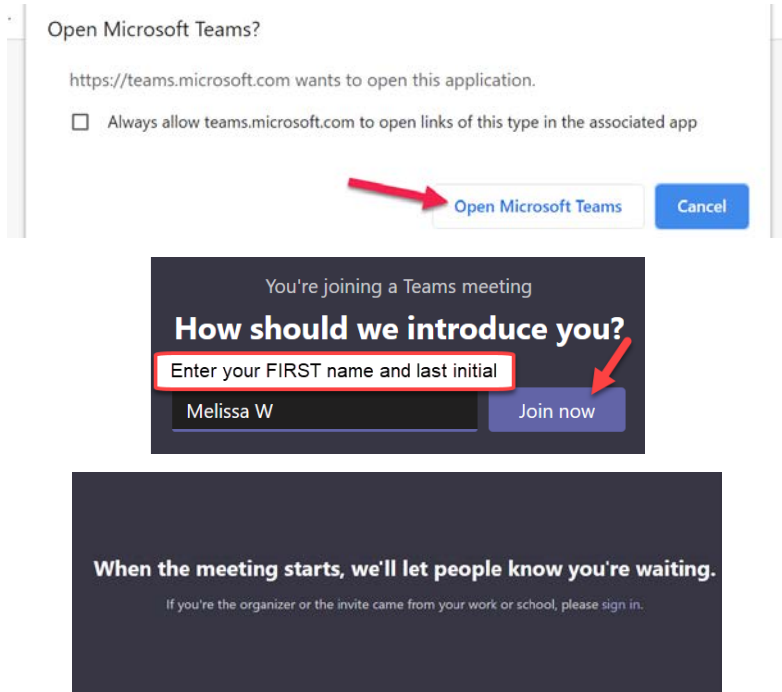 Open Microsoft Teams?
https://teams.microsoft.com wants to open this application.
Always allow teams.microsoft.com to open links of this type in the associated app
Open Microsoft Teams Cancel
You're joining a Teams meeting
How should we introduce you?
Enter your FIRST name and last initial
Melissa W Join now
When the meeting starts, we'll let people know you're waiting.
If you're the organizer or the invite came from your work or school, please sign in.